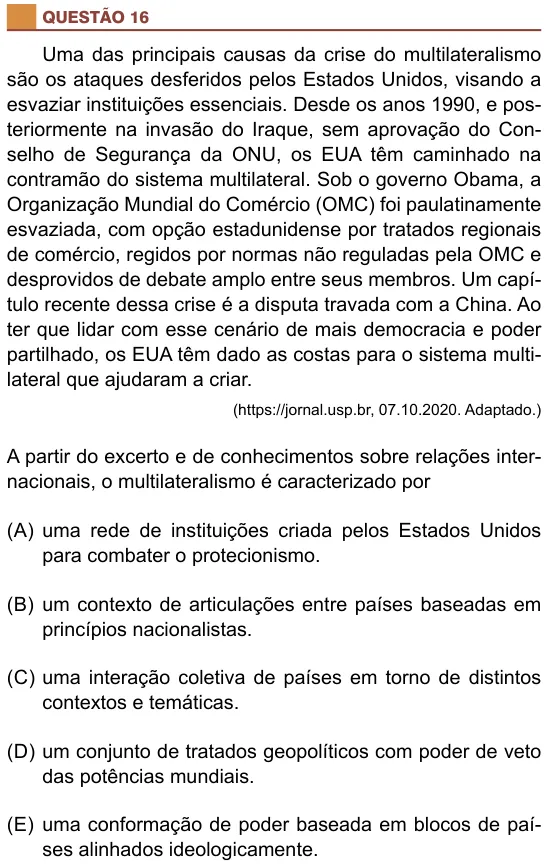 QUESTÃO 16
Uma das principais causas da crise do multilateralismo
são os ataques desferidos pelos Estados Unidos, visando a
esvaziar instituições essenciais. Desde os anos 1990, e pos-
teriormente na invasão do Iraque, sem aprovação do Con-
selho de Segurança da ONU, os EUA têm caminhado na
contramão do sistema multilateral. Sob o governo Obama, a
Organização Mundial do Comércio (OMC) foi paulatinamente
esvaziada, com opção estadunidense por tratados regionais
de comércio, regidos por normas não reguladas pela OMC e
desprovidos de debate amplo entre seus membros. Um capí-
tulo recente dessa crise é a disputa travada com a China. Ao
ter que lidar com esse cenário de mais democracia e poder
partilhado, os EUA têm dado as costas para o sistema multi-
lateral que ajudaram a criar.
(https://jornal.usp.br, 07.10.2020. Adaptado.)
A partir do excerto e de conhecimentos sobre relações inter-
nacionais, o multilateralismo é caracterizado por
(A) uma rede de instituições criada pelos Estados Unidos
para combater o protecionismo.
(B) um contexto de articulações entre países baseadas em
princípios nacionalistas.
(C) uma interação coletiva de países em torno de distintos
contextos e temáticas.
(D) um conjunto de tratados geopolíticos com poder de veto
das potências mundiais.
(E) uma conformação de poder baseada em blocos de paí-
ses alinhados ideologicamente.